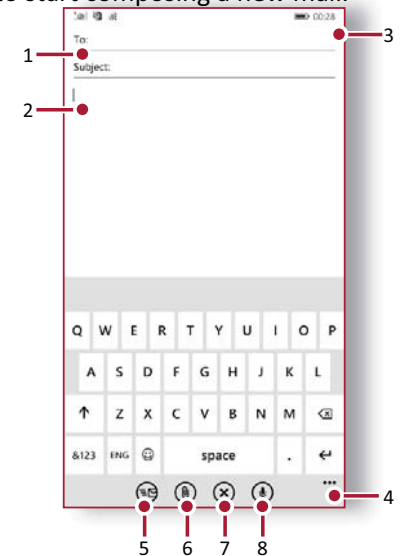 start composing a new mail.
00:28
3
To:
1
Subject:
2
Q W E R T Y U I O P
A S D F G H J K L
Z X C V B N M
&123 ENG space .
4
5 6 7 8